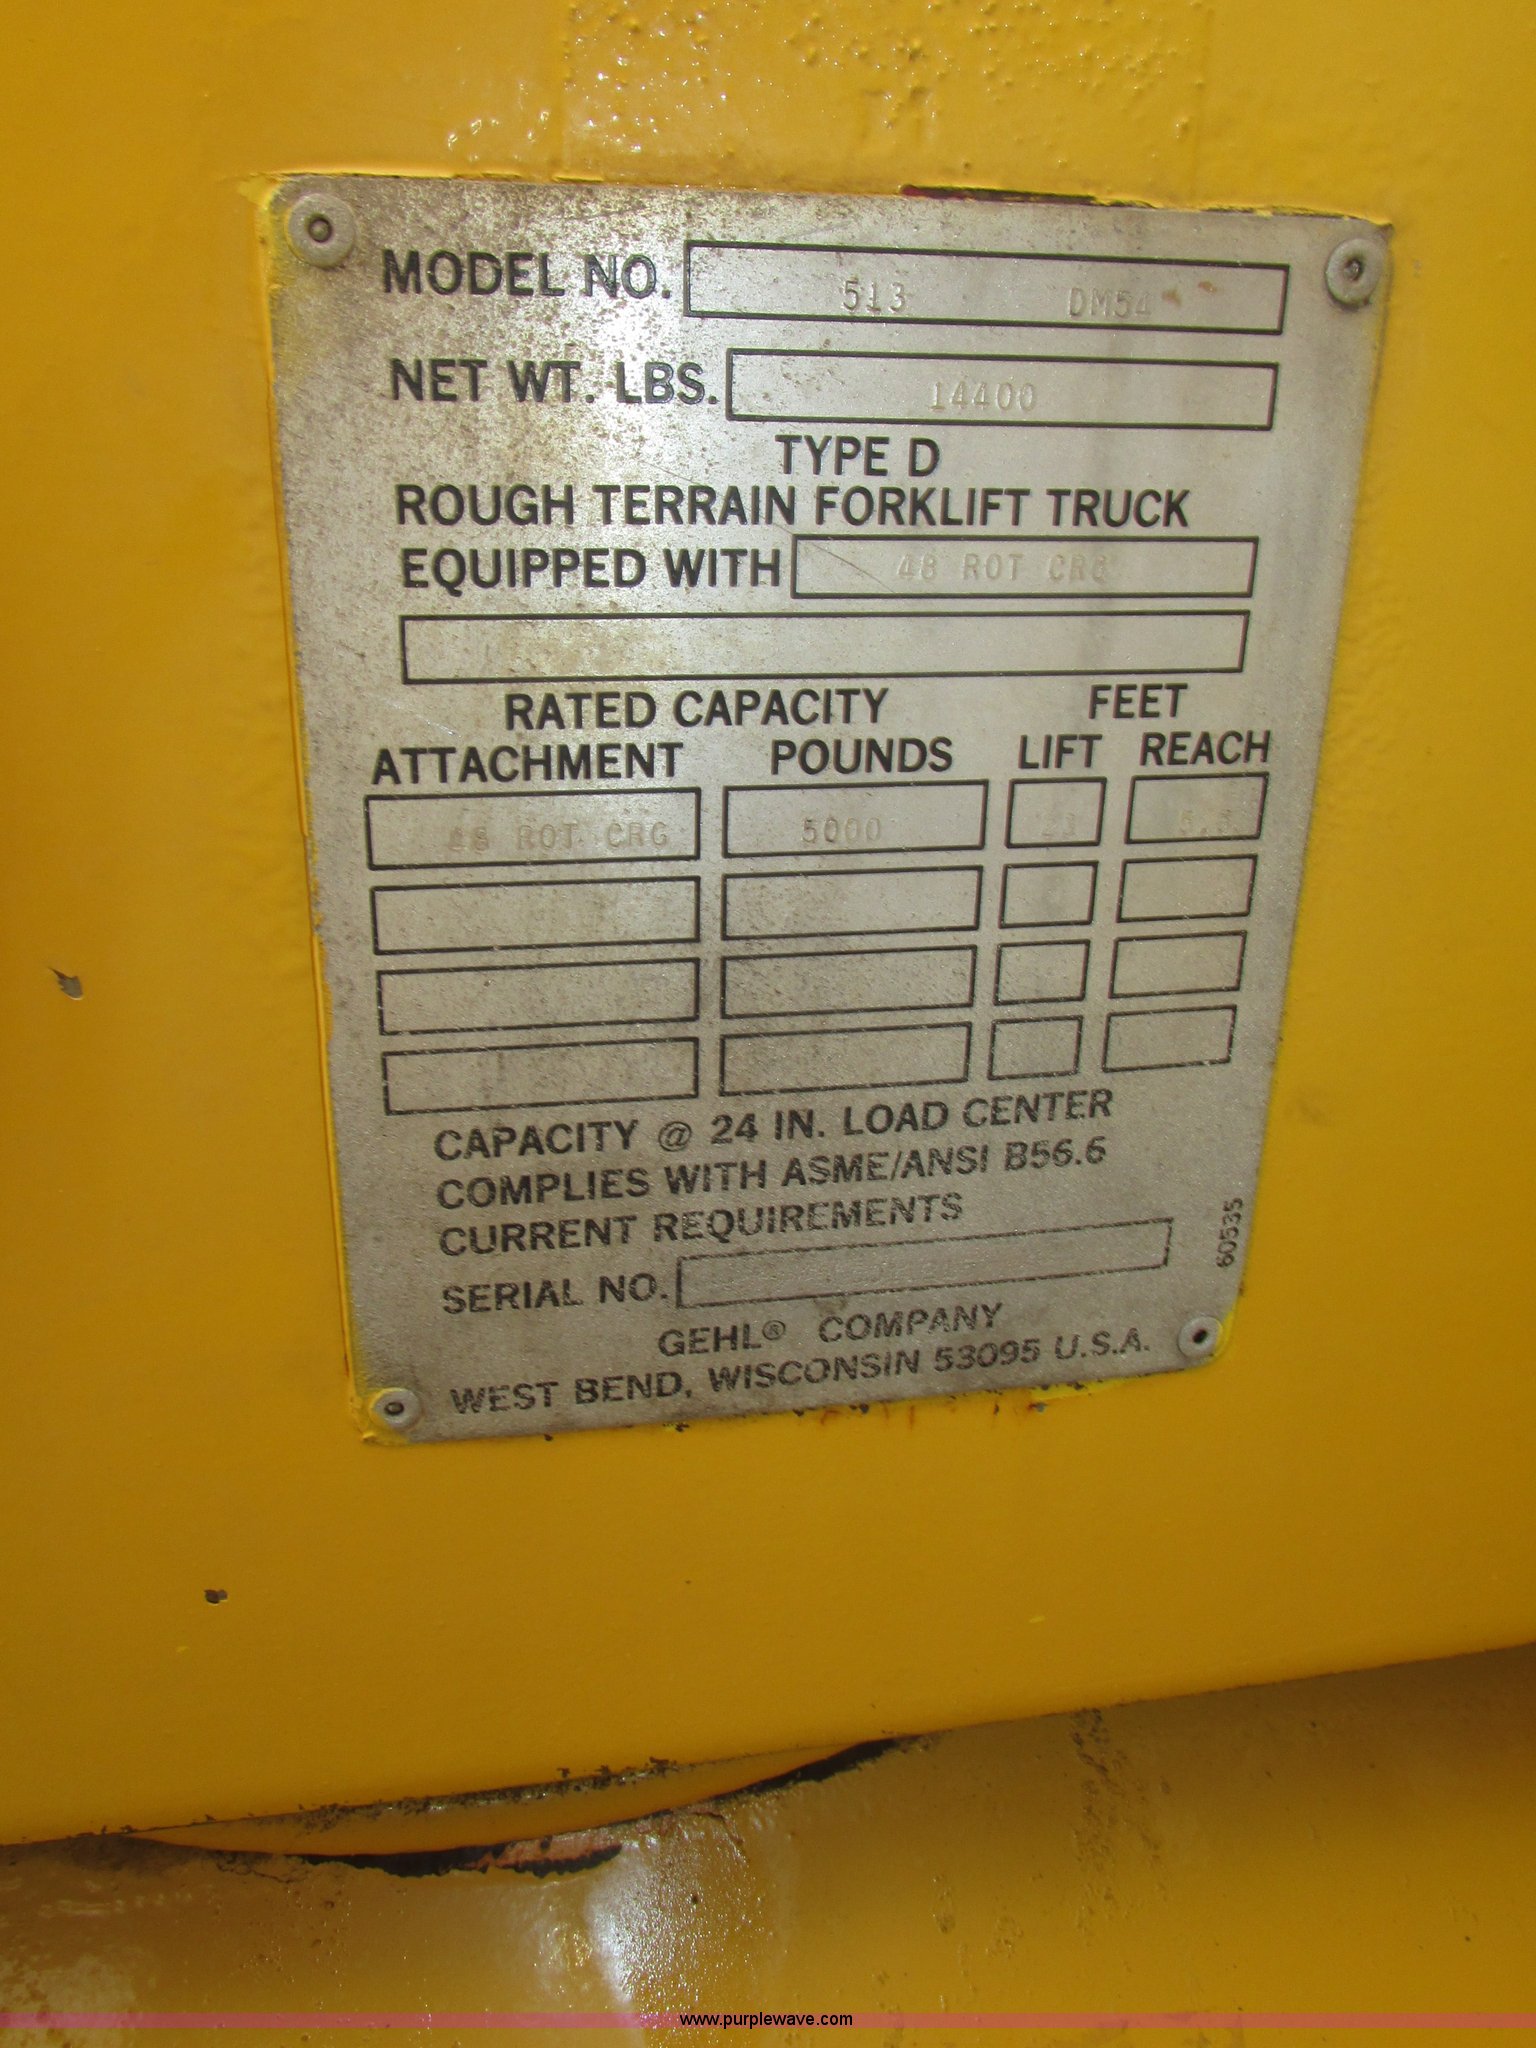 MODEL NO. 513 DM54
NET WT. LBS. 14400
TYPE D
ROUGH TERRAIN FORKLIFT TRUCK
EQUIPPED WITH 48 ROT CRG
RATED CAPACITY FEET
ATTACHMENT POUNDS LIFT REACH
48 ROT CRG 5000
CAPACITY @ 24 IN. LOAD CENTER
COMPLIES WITH ASME/ANSI B56.6
CURRENT REQUIREMENTS
SERIAL NO.
60535
GEHL® COMPANY
WEST BEND, WISCONSIN 53095 U.S.A.
www.purplewave.com